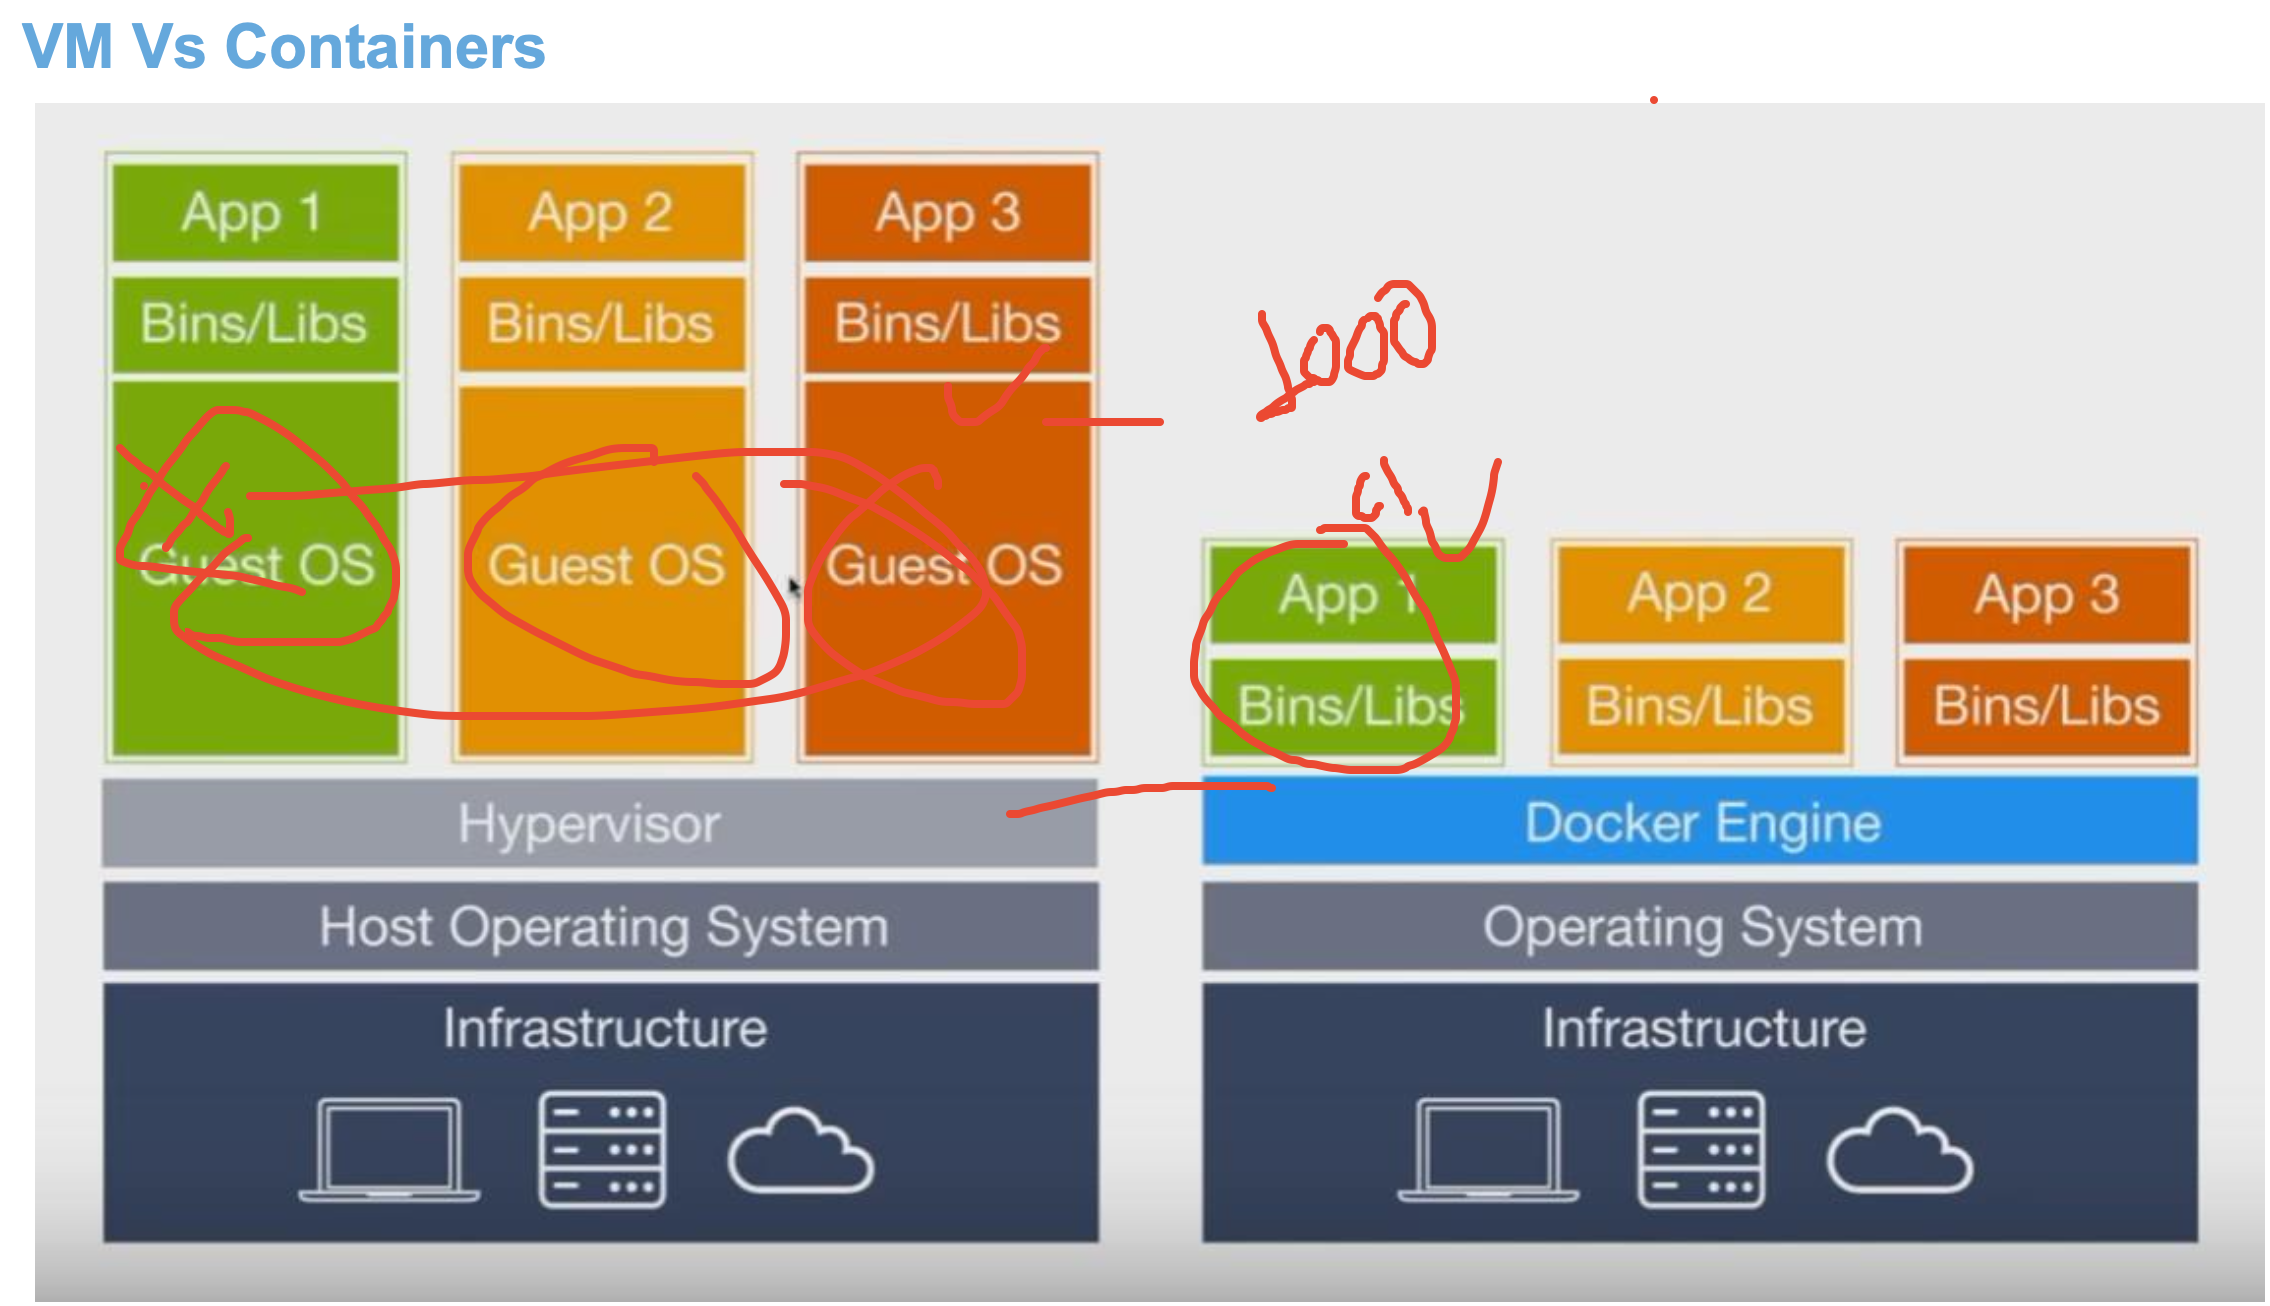 VM Vs Containers
App 1 App 2 App 3
Bins/Libs Bins/Libs Bins/Libs
Guest OS Guest OS Guest OS
Hypervisor
Host Operating System
Infrastructure
1000
App 1 App 2 App 3
Bins/Libs Bins/Libs Bins/Libs
Docker Engine
Operating System
Infrastructure